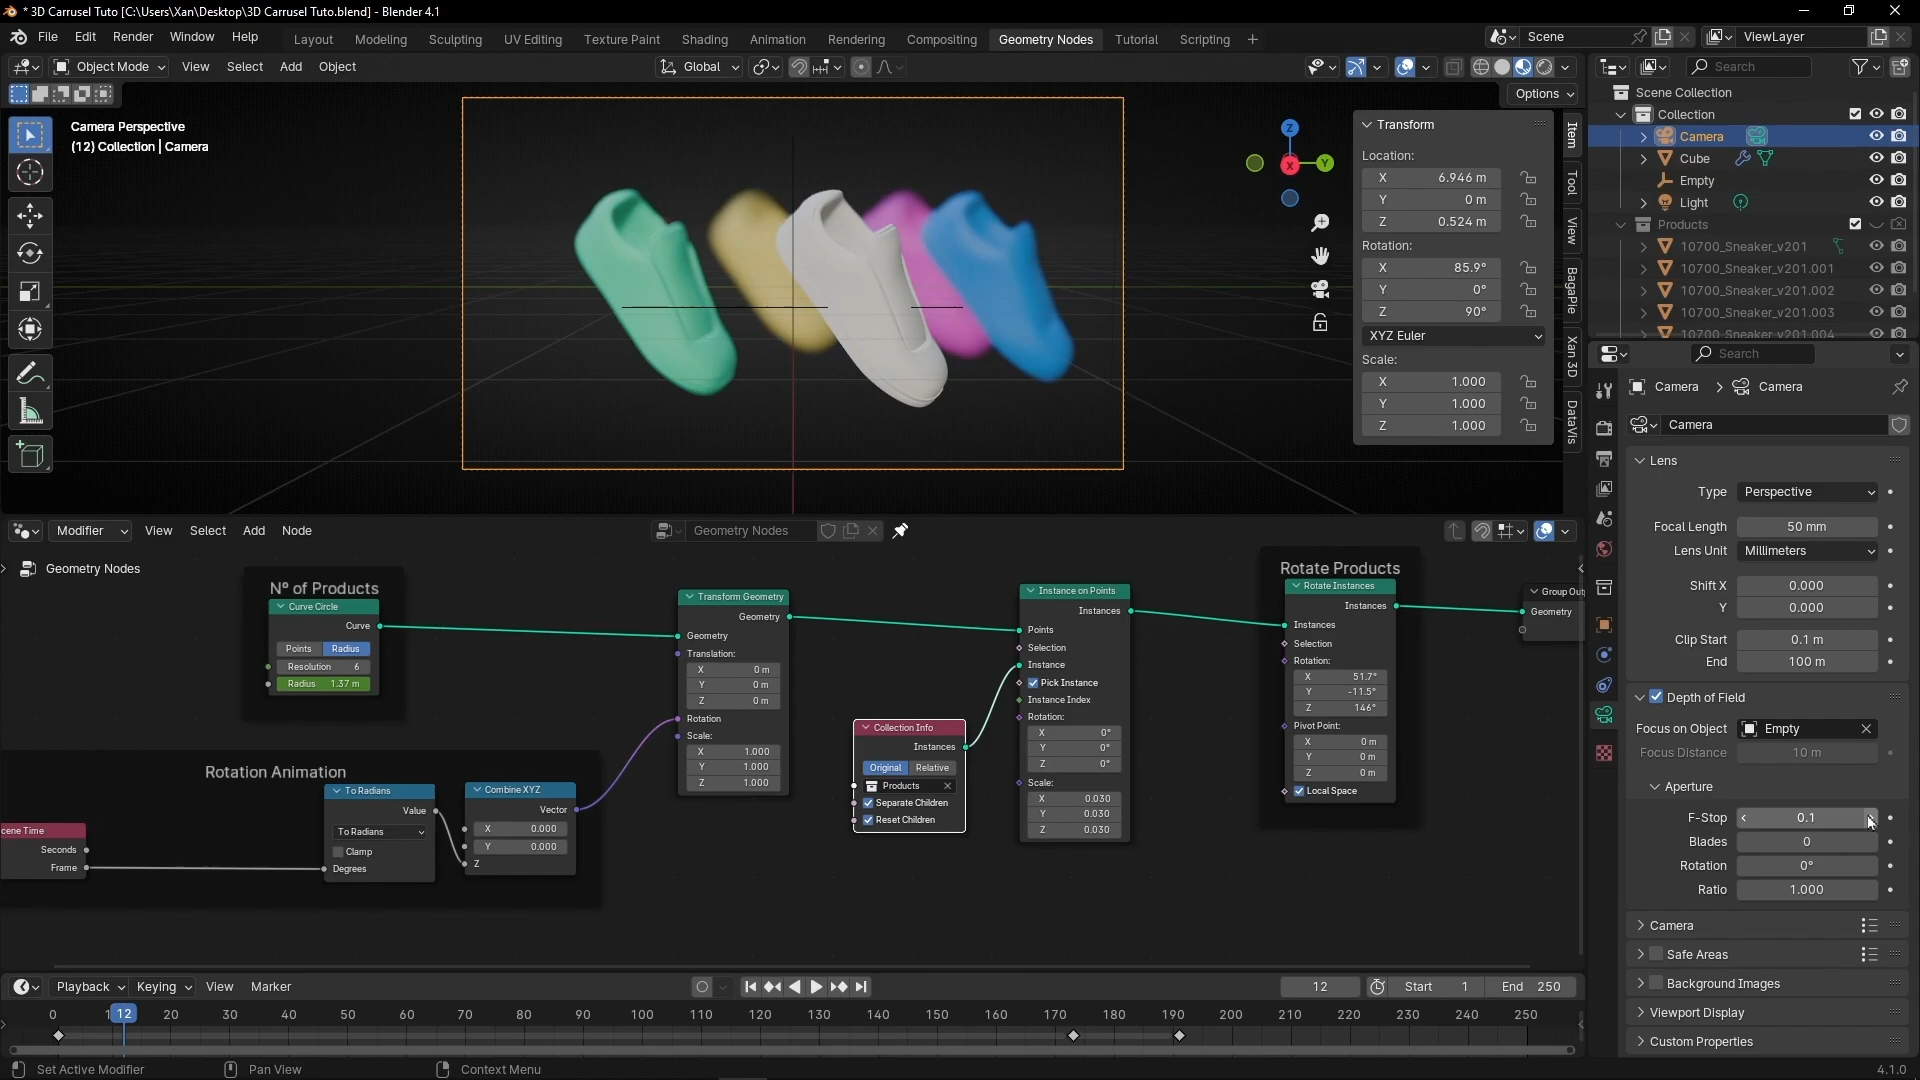 * 3D Carrusel Tuto [C:\Users\Xan\Desktop\3D Carrusel Tuto.blend] - Blender 4.1
File Edit Render Window Help Layout Modeling Sculpting UV Editing Texture Paint Shading Animation Rendering Compositing Geometry Nodes Tutorial Scripting + Scene ViewLayer
Object Mode View Select Add Object Global Search
Options
Camera Perspective
(12) Collection | Camera
Z
X
Y
Transform
Location:
X 6.946 m
Y 0 m
Z 0.524 m
Rotation:
X 85.9°
Y 0°
Z 90°
XYZ Euler
Scale:
X 1.000
Y 1.000
Z 1.000
Item
Tool
View
BagaPie
Xan 3D
DataVis
Scene Collection
Collection
Camera
Cube
Empty
Light
Products
10700_Sneaker_v201
10700_Sneaker_v201.001
10700_Sneaker_v201.002
10700_Sneaker_v201.003
10700_Sneaker_v201.004
Search
Camera > Camera
Camera
Lens
Type Perspective
Focal Length 50 mm
Lens Unit Millimeters
Shift X 0.000
Y 0.000
Clip Start 0.1 m
End 100 m
Depth of Field
Focus on Object Empty
Focus Distance 10 m
Aperture
F-Stop 0.1
Blades 0
Rotation 0°
Ratio 1.000
Camera
Safe Areas
Background Images
Viewport Display
Custom Properties
Modifier View Select Add Node Geometry Nodes
Geometry Nodes
Nº of Products
Curve Circle
Curve
Points Radius
Resolution 6
Radius 1.37 m
Rotation Animation
cene Time
Seconds
Frame
To Radians
Value
To Radians
Clamp
Degrees
Combine XYZ
Vector
X 0.000
Y 0.000
Z
Transform Geometry
Geometry
Geometry
Translation:
X 0 m
Y 0 m
Z 0 m
Rotation
Scale:
X 1.000
Y 1.000
Z 1.000
Collection Info
Instances
Original Relative
Products
Separate Children
Reset Children
Instance on Points
Instances
Points
Selection
Instance
Pick Instance
Instance Index
Rotation:
X 0°
Y 0°
Z 0°
Scale:
X 0.030
Y 0.030
Z 0.030
Rotate Products
Rotate Instances
Instances
Instances
Selection
Rotation:
X 51.7°
Y -11.5°
Z 146°
Pivot Point:
X 0 m
Y 0 m
Z 0 m
Local Space
Group Out
Geometry
Playback Keying View Marker 12 Start 1 End 250
0 1 12 20 30 40 50 60 70 80 90 100 110 120 130 140 150 160 170 180 190 200 210 220 230 240 250
Set Active Modifier Pan View Context Menu 4.1.0